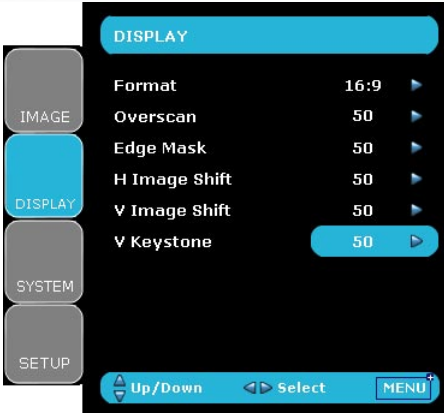 DISPLAY
Format 16:9
IMAGE
Overscan 50
Edge Mask 50
H Image Shift 50
DISPLAY
V Image Shift 50
V Keystone 50
SYSTEM
SETUP
Up/Down Select MENU